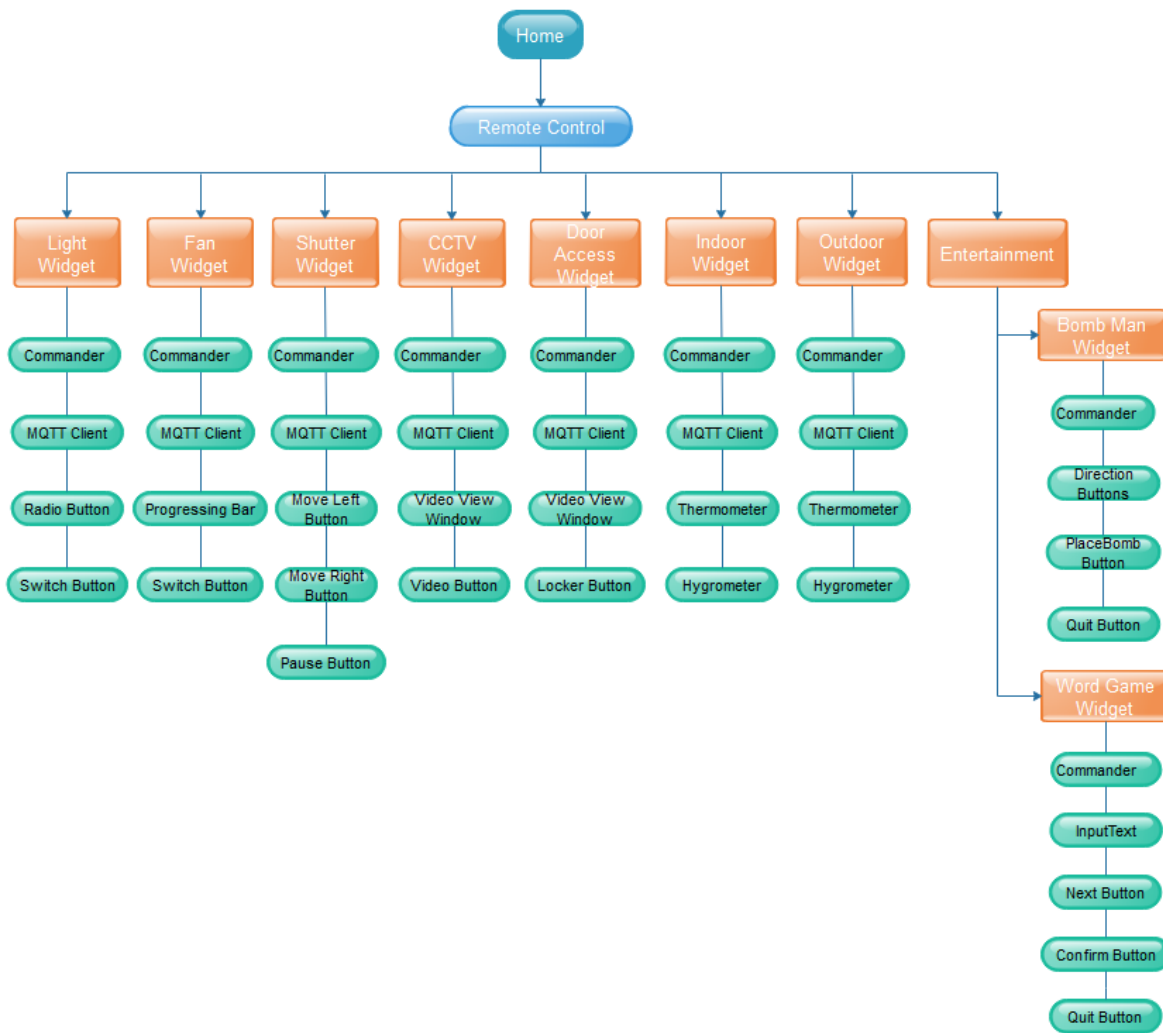 Home
Remote Control
Light
Widget
Fan
Widget
Shutter
Widget
CCTV
Widget
Door
Access
Widget
Indoor
Widget
Outdoor
Widget
Entertainment
Commander
MQTT Client
Radio Button
Switch Button
Commander
MQTT Client
Progressing Bar
Switch Button
Commander
MQTT Client
Move Left
Button
Move Right
Button
Pause Button
Commander
MQTT Client
Video View
Window
Video Button
Commander
MQTT Client
Video View
Window
Locker Button
Commander
MQTT Client
Thermometer
Hygrometer
Commander
MQTT Client
Thermometer
Hygrometer
Bomb Man
Widget
Commander
Direction
Buttons
PlaceBomb
Button
Quit Button
Word Game
Widget
Commander
InputText
Next Button
Confirm Button
Quit Button